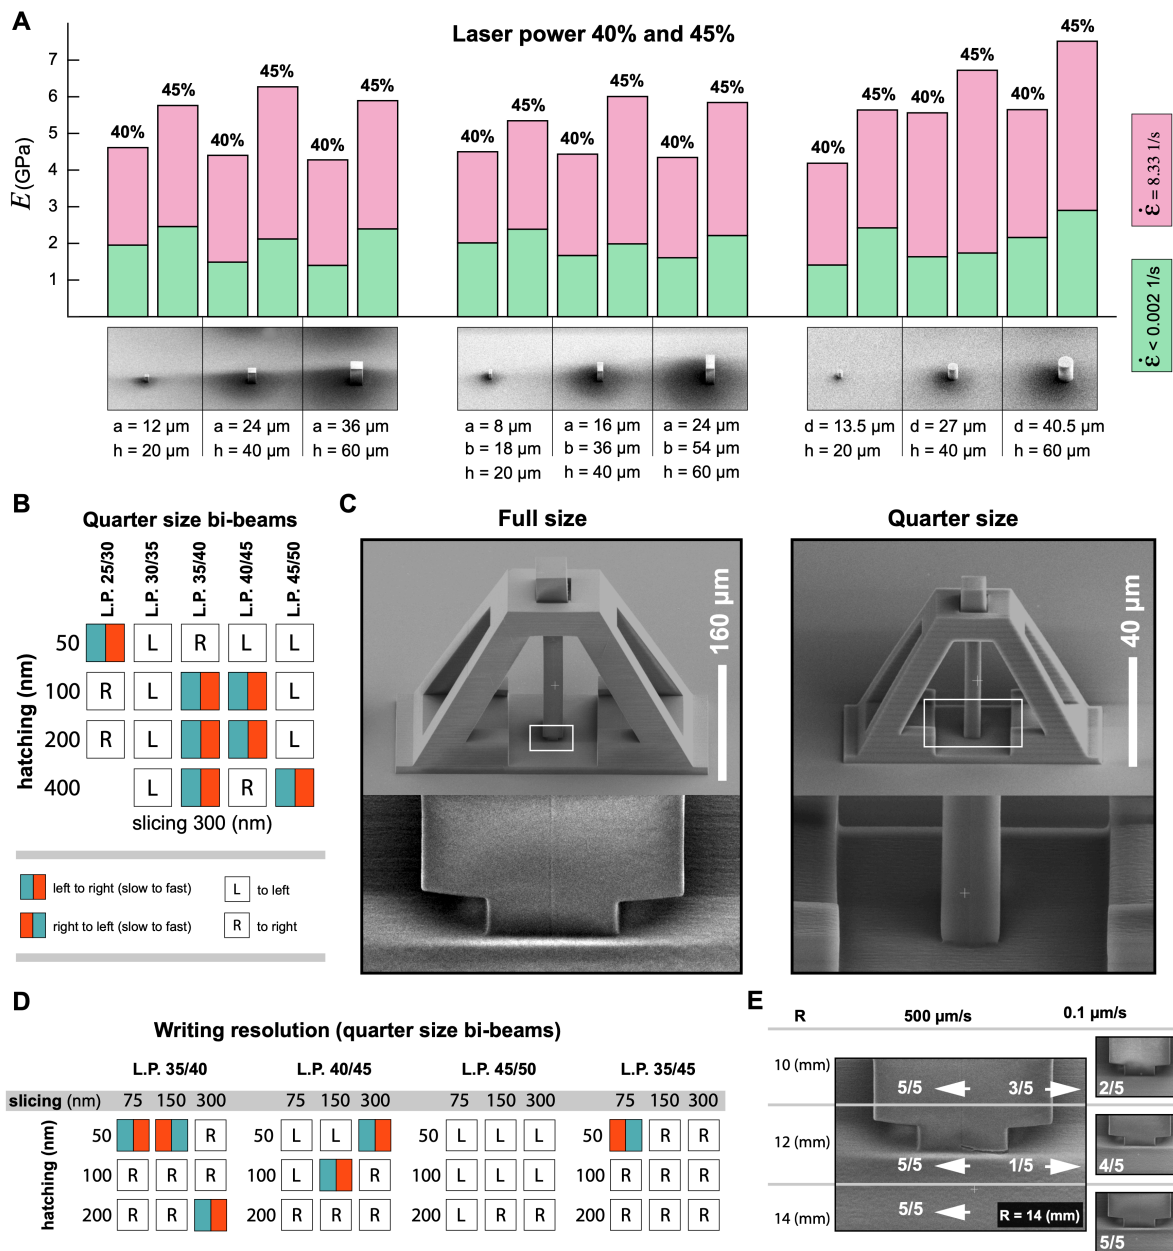 A
Laser power 40% and 45%
E (GPa)
7
6
5
4
3
2
1
40% 45% 40% 45% 40% 45%
40% 45% 40% 45% 40% 45%
40% 45% 40% 45% 40% 45%
ε̇ = 8.33 1/s
ε̇ < 0.002 1/s
a = 12 µm a = 24 µm a = 36 µm
h = 20 µm h = 40 µm h = 60 µm
a = 8 µm a = 16 µm a = 24 µm
b = 18 µm b = 36 µm b = 54 µm
h = 20 µm h = 40 µm h = 60 µm
d = 13.5 µm d = 27 µm d = 40.5 µm
h = 20 µm h = 40 µm h = 60 µm
B
Quarter size bi-beams
L.P. 25/30 L.P. 30/35 L.P. 35/40 L.P. 40/45 L.P. 45/50
hatching (nm)
50 L R L L
100 R L L
200 R L L
400 L R
slicing 300 (nm)
left to right (slow to fast) L to left
right to left (slow to fast) R to right
C
Full size
160 µm
Quarter size
40 µm
D
Writing resolution (quarter size bi-beams)
L.P. 35/40 L.P. 40/45 L.P. 45/50 L.P. 35/45
slicing (nm) 75 150 300 75 150 300 75 150 300 75 150 300
hatching (nm)
50 R 50 L L 50 L L L 50 R R
100 R R R 100 L R 100 L L L 100 R R R
200 R R 200 R R R 200 L R R 200 R R R
E
R 500 µm/s 0.1 µm/s
10 (mm) 5/5 3/5 2/5
12 (mm) 5/5 1/5 4/5
14 (mm) 5/5 R = 14 (mm) 5/5